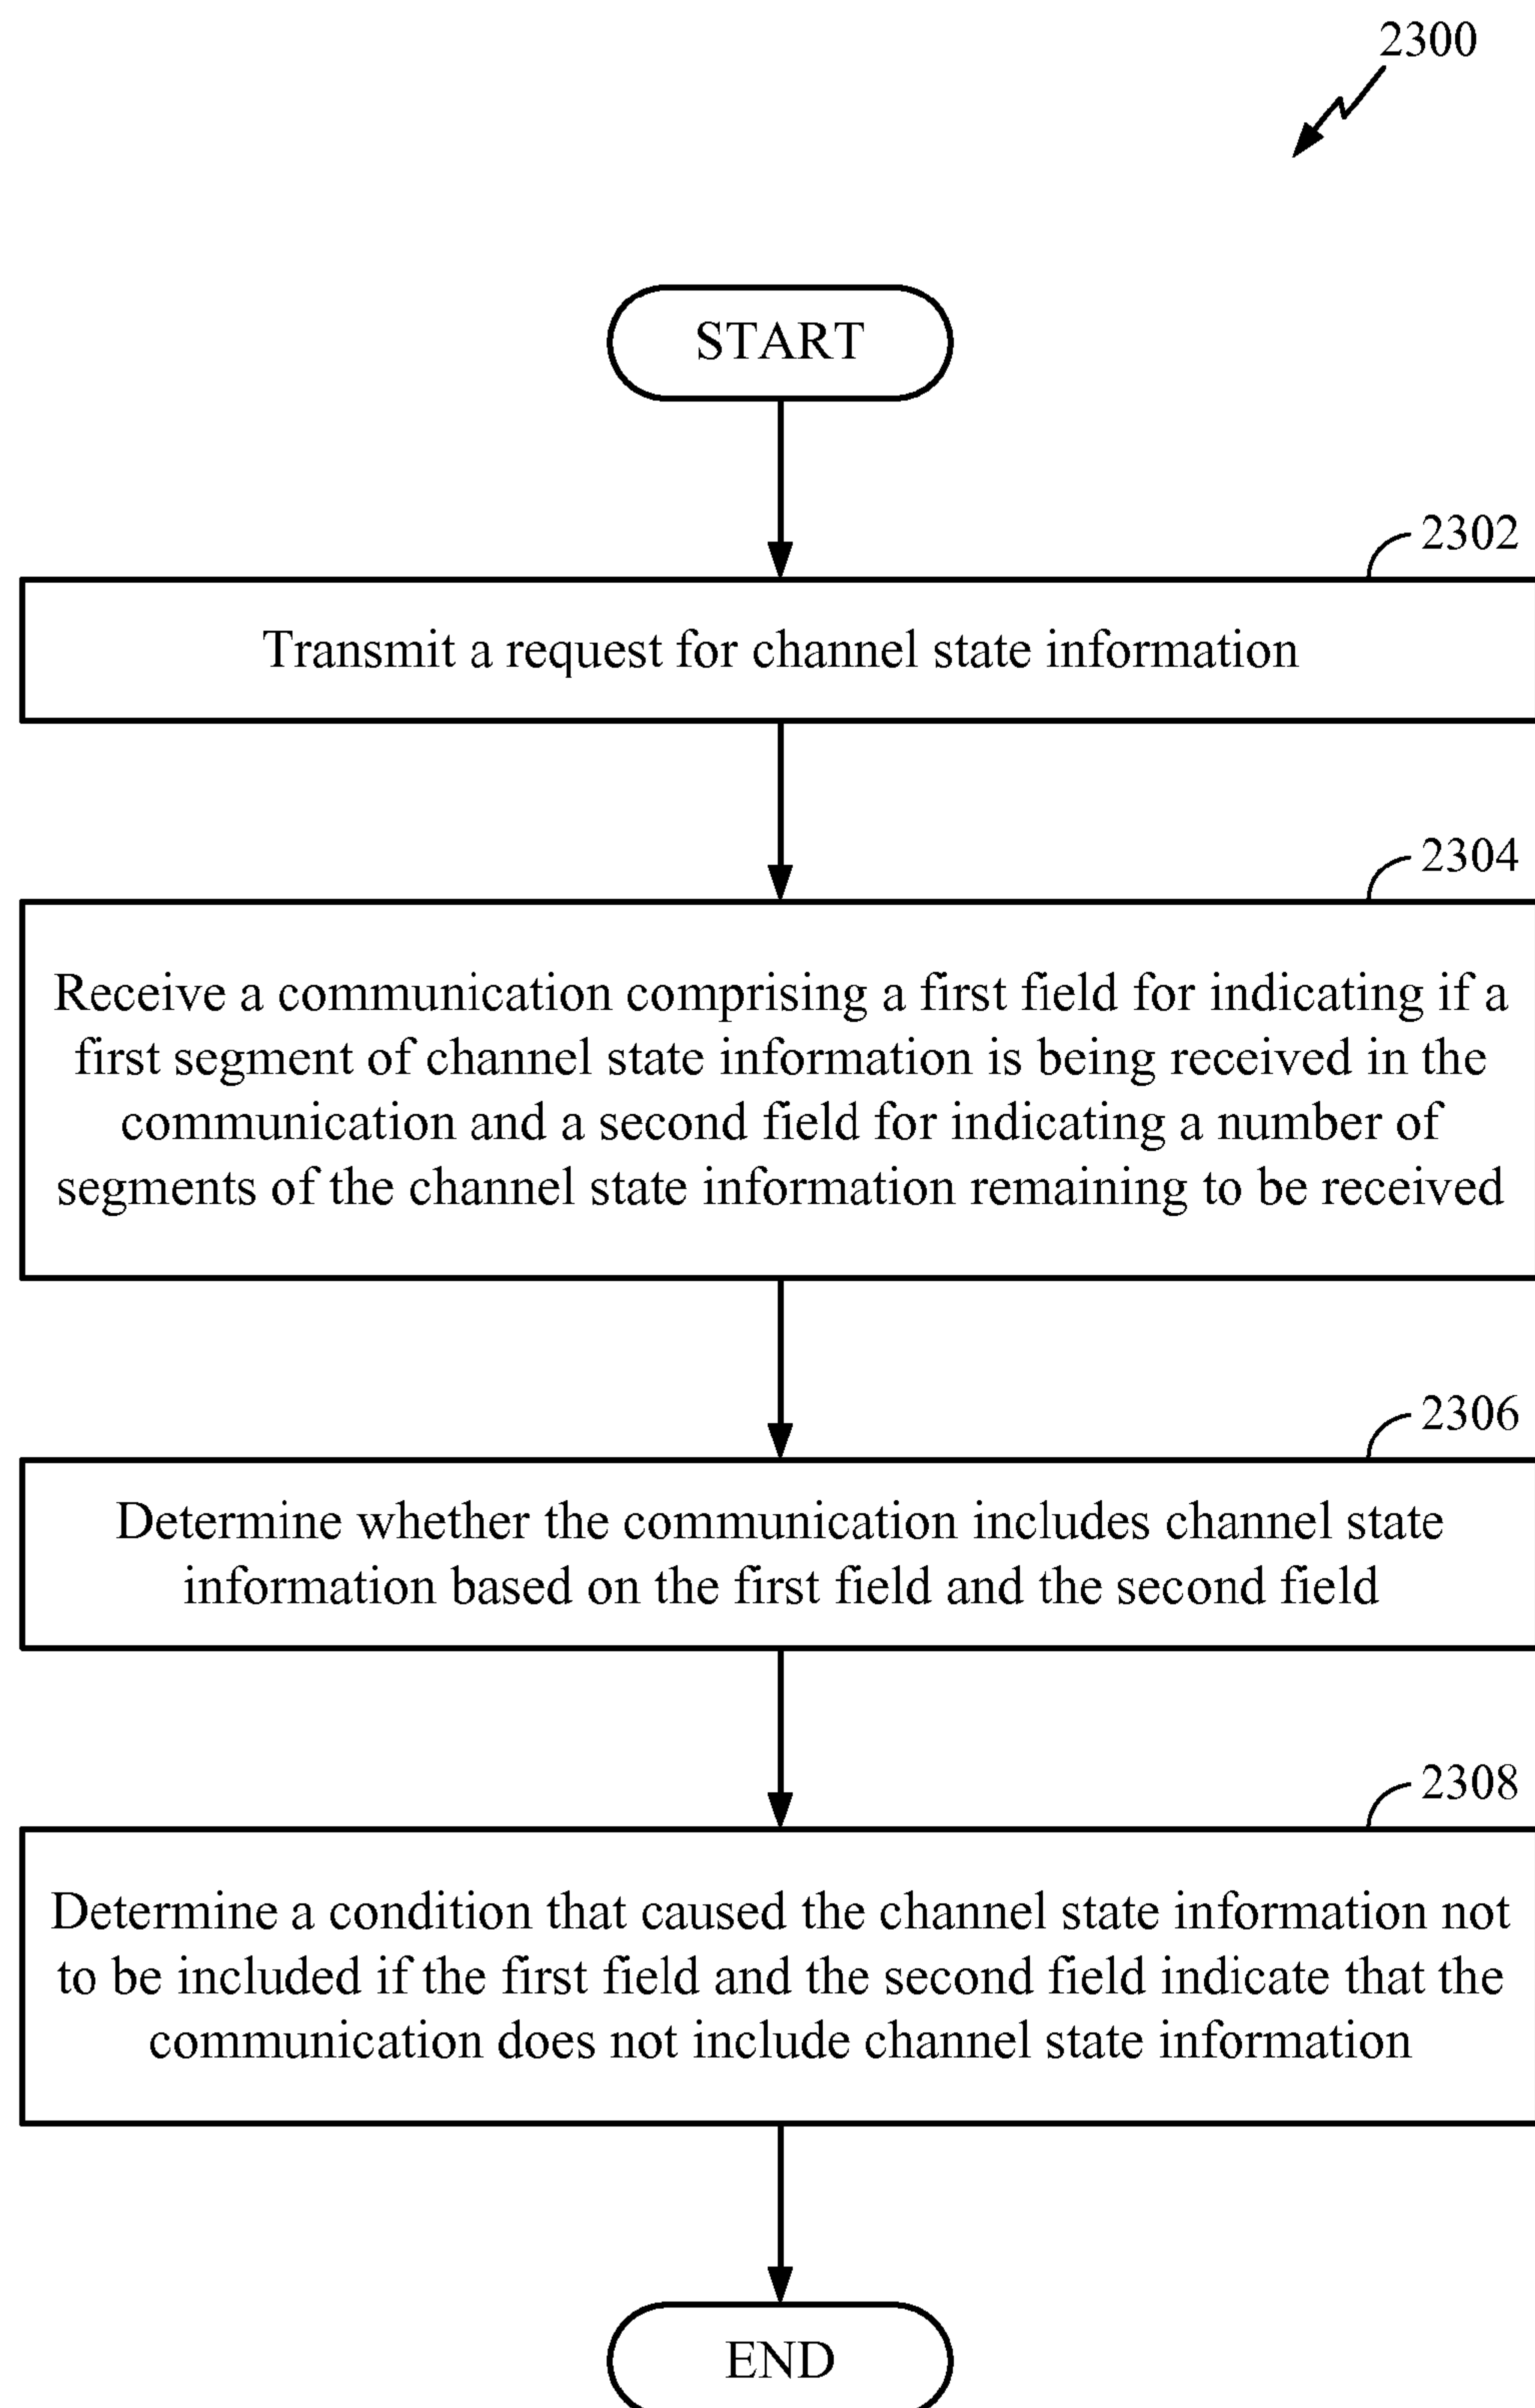 2300
START
2302
Transmit a request for channel state information
2304
Receive a communication comprising a first field for indicating if a
first segment of channel state information is being received in the
communication and a second field for indicating a number of
segments of the channel state information remaining to be received
2306
Determine whether the communication includes channel state
information based on the first field and the second field
2308
Determine a condition that caused the channel state information not
to be included if the first field and the second field indicate that the
communication does not include channel state information
END